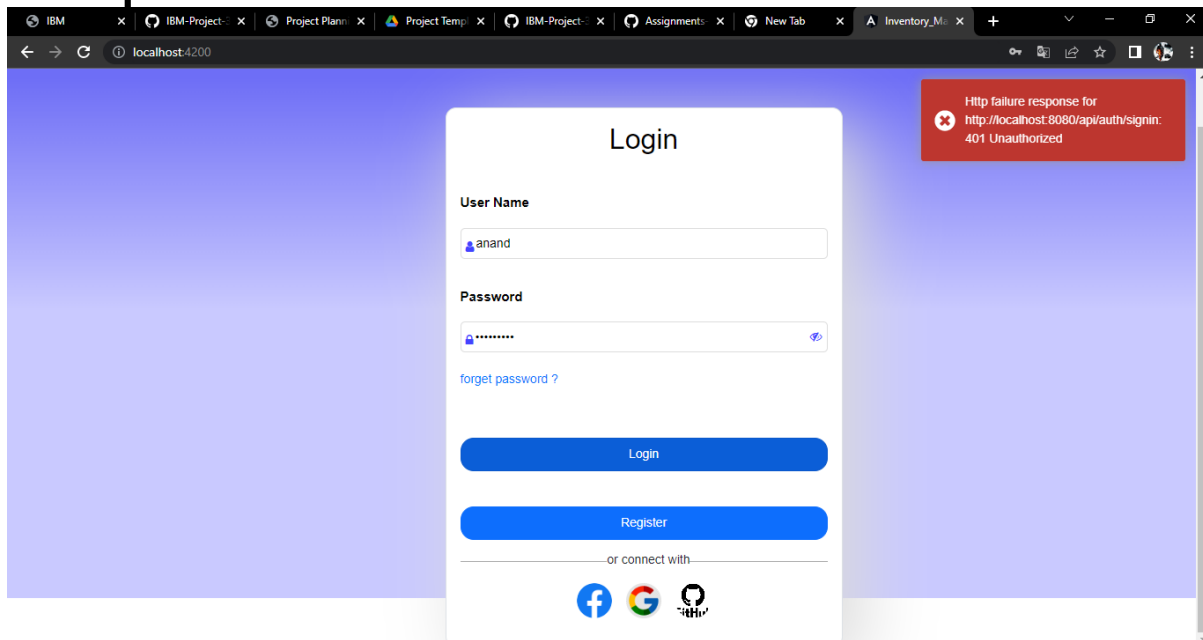 IBM
IBM-Project-
Project Plann
Project Templ
IBM-Project-
Assignments-
New Tab
Inventory_Ma
localhost:4200
Http failure response for
http://localhost:8080/api/auth/signin:
401 Unauthorized
Login
User Name
anand
Password
forget password ?
Login
Register
or connect with